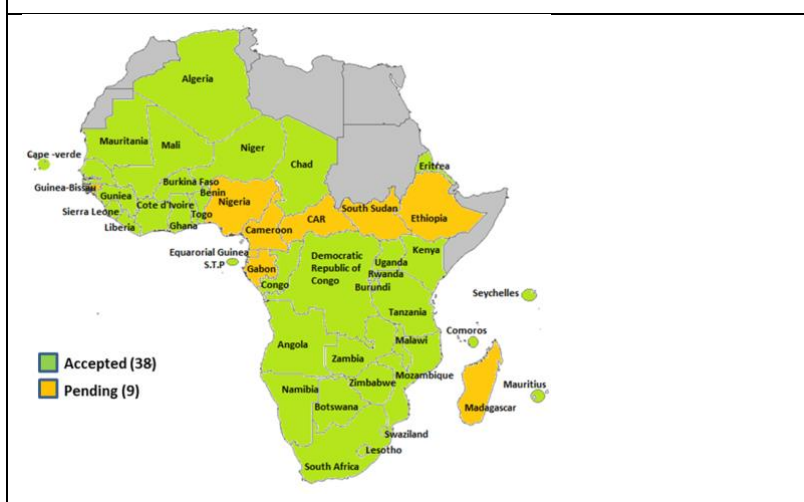 Algeria
Mauritania
Mali
Niger
Chad
Cape -verde
Eritrea
Guinea-Bissau
Guniea
Burkina Faso
Benin
Nigeria
Sierra Leone
Cote d'Ivoire
Togo
Liberia
Ghana
Cameroon
CAR
South Sudan
Ethiopia
Equarorial Guinea
S.T.P
Gabon
Congo
Democratic
Republic of
Congo
Uganda
Rwanda
Burundi
Kenya
Tanzania
Seychelles
Comoros
Angola
Malawi
Zambia
Mozambique
Zimbabwe
Namibia
Botswana
Mauritius
Madagascar
Swaziland
Lesotho
South Africa
Accepted (38)
Pending (9)